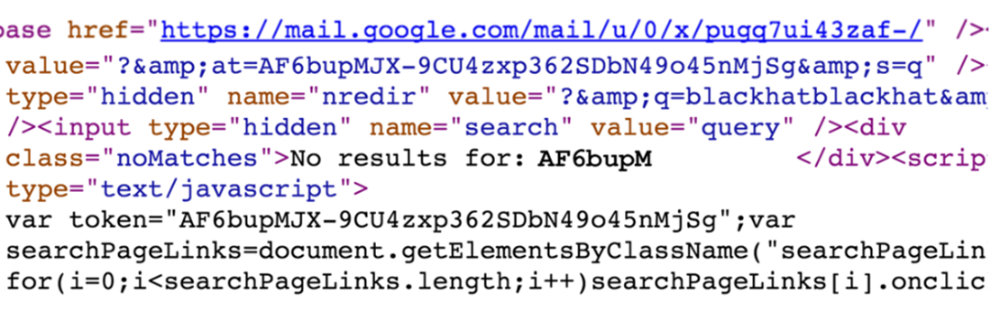 base href="https://mail.google.com/mail/u/0/x/pugq7ui43zaf-/" />
value="?&amp;at=AF6bupMJX-9CU4zxp362SDbN49o45nMjSg&amp;s=q" />
type="hidden" name="nredir" value="?&amp;q=blackhatblackhat&am
/><input type="hidden" name="search" value="query" /><div
class="noMatches">No results for: AF6bupM </div><scrip
type="text/javascript">
var token="AF6bupMJX-9CU4zxp362SDbN49o45nMjSg";var
searchPageLinks=document.getElementsByClassName("searchPageLin
for(i=0;i<searchPageLinks.length;i++)searchPageLinks[i].onclic